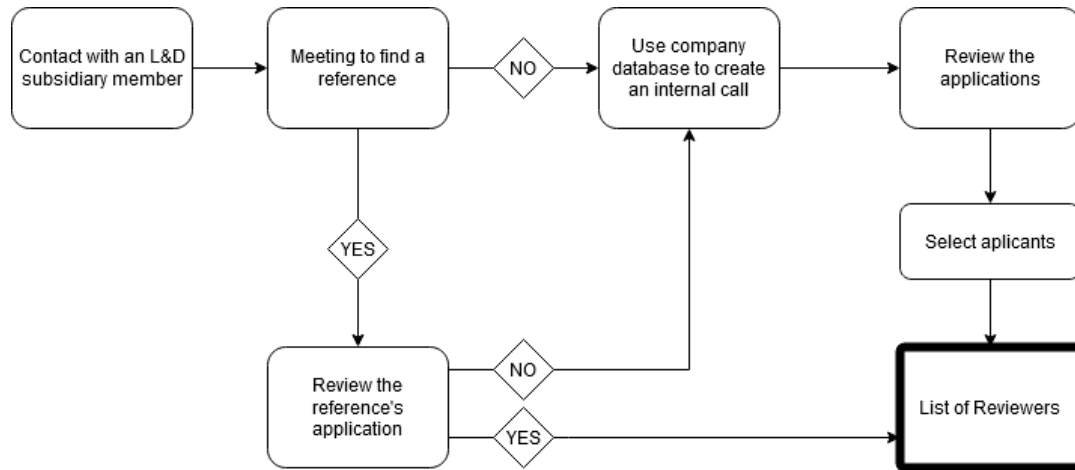 Contact with an L&D
subsidiary member
Meeting to find a
reference
NO
Use company
database to create
an internal call
Review the
applications
YES
Select aplicants
Review the
reference's
application
NO
YES
List of Reviewers